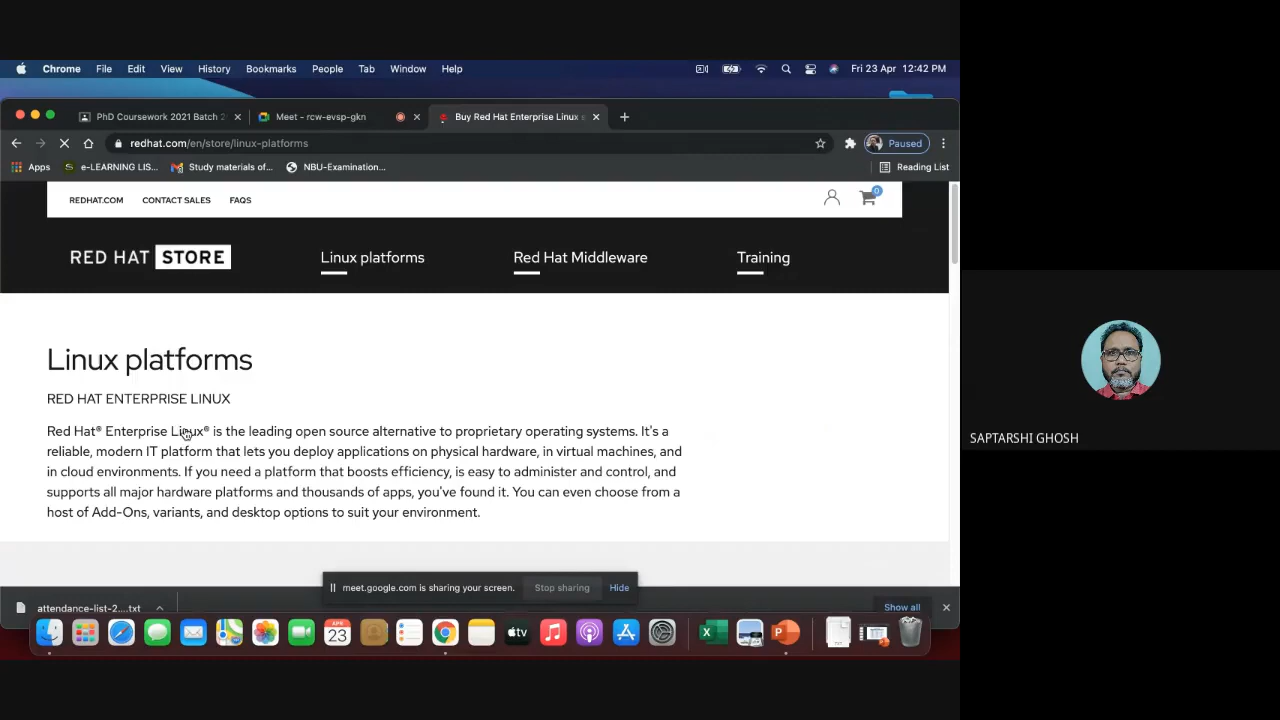 Chrome File Edit View History Bookmarks People Tab Window Help Fri 23 Apr 12:42 PM
PhD Coursework 2021 Batch 2 Meet - rcw-evsp-gkn Buy Red Hat Enterprise Linux
redhat.com/en/store/linux-platforms Paused
Apps e-LEARNING LIS... Study materials of... NBU-Examination... Reading List
REDHAT.COM CONTACT SALES FAQS 0
RED HAT STORE Linux platforms Red Hat Middleware Training
Linux platforms
RED HAT ENTERPRISE LINUX
Red Hat® Enterprise Linux® is the leading open source alternative to proprietary operating systems. It's a
reliable, modern IT platform that lets you deploy applications on physical hardware, in virtual machines, and
in cloud environments. If you need a platform that boosts efficiency, is easy to administer and control, and
supports all major hardware platforms and thousands of apps, you've found it. You can even choose from a
host of Add-Ons, variants, and desktop options to suit your environment.
meet.google.com is sharing your screen. Stop sharing Hide
attendance-list-2....txt Show all
APR
23
tv
SAPTARSHI GHOSH